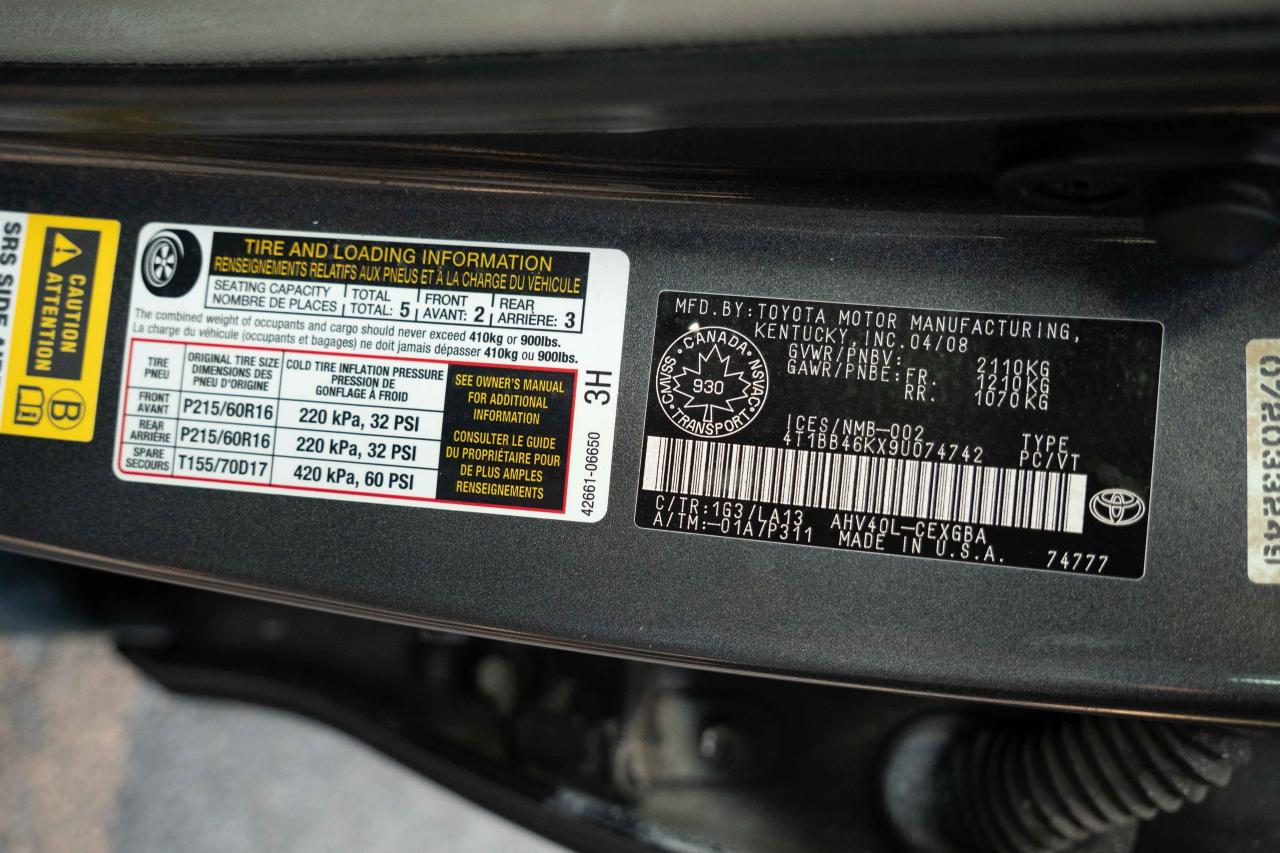 CAUTION
ATTENTION
B
TIRE AND LOADING INFORMATION
RENSEIGNEMENTS RELATIFS AUX PNEUS ET À LA CHARGE DU VÉHICULE
SEATING CAPACITY
NOMBRE DE PLACES
TOTAL
TOTAL: 5
FRONT
AVANT: 2
REAR
ARRIÈRE: 3
The combined weight of occupants and cargo should never exceed 410kg or 900lbs.
La charge du véhicule (occupants et bagages) ne doit jamais dépasser 410kg ou 900lbs.
TIRE
PNEU
ORIGINAL TIRE SIZE
DIMENSIONS DES
PNEU D'ORIGINE
COLD TIRE INFLATION PRESSURE
PRESSION DE
GONFLAGE À FROID
FRONT
AVANT
P215/60R16
220 kPa, 32 PSI
REAR
ARRIÈRE
P215/60R16
220 kPa, 32 PSI
SPARE
SECOURS
T155/70D17
420 kPa, 60 PSI
SEE OWNER'S MANUAL
FOR ADDITIONAL
INFORMATION
CONSULTER LE GUIDE
DU PROPRIÉTAIRE POUR
DE PLUS AMPLES
RENSEIGNEMENTS
3H
42661-06650
MFD.BY:TOYOTA MOTOR MANUFACTURING,
KENTUCKY, INC.04/08
GVWR/PNBV: 2110KG
GAWR/PNBE:FR. 1210KG
RR. 1070KG
CANADA
CMVSS·NSVAC
930
TRANSPORT
ICES/NMB-002
4T1BB46KX9U074742
TYPE
PC/VT
C/TR:1G3/LA13 AHV40L-CEXGBA
A/TM:-01A7P311 MADE IN U.S.A. 74777